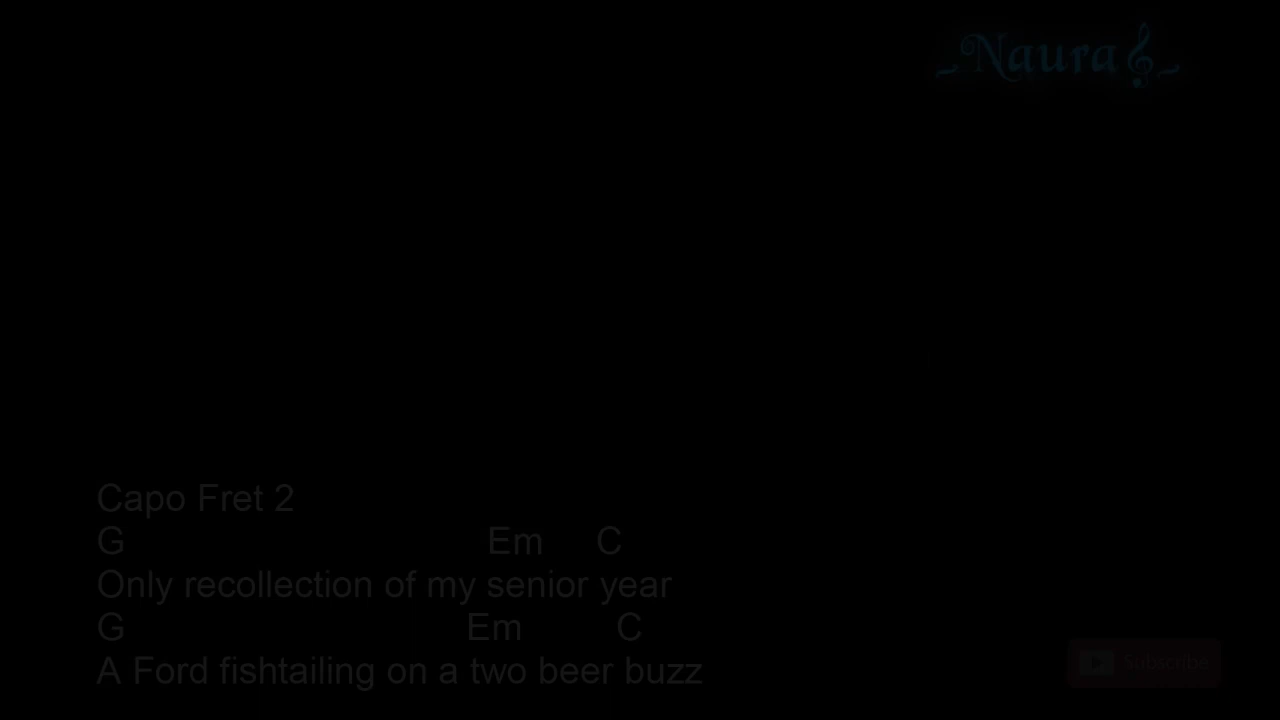 ~Naura~
Capo Fret 2
G Em C
Only recollection of my senior year
G Em C
A Ford fishtailing on a two beer buzz
Subscribe